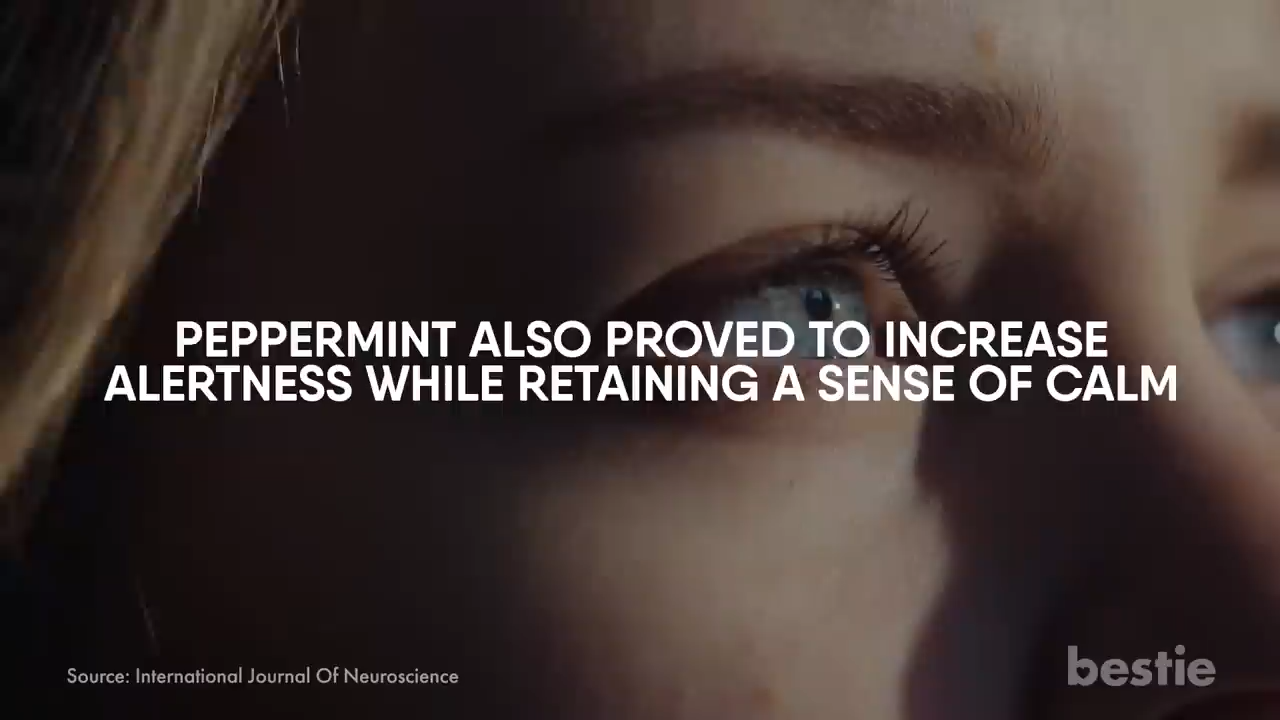 PEPPERMINT ALSO PROVED TO INCREASE
ALERTNESS WHILE RETAINING A SENSE OF CALM
Source: International Journal Of Neuroscience
bestie